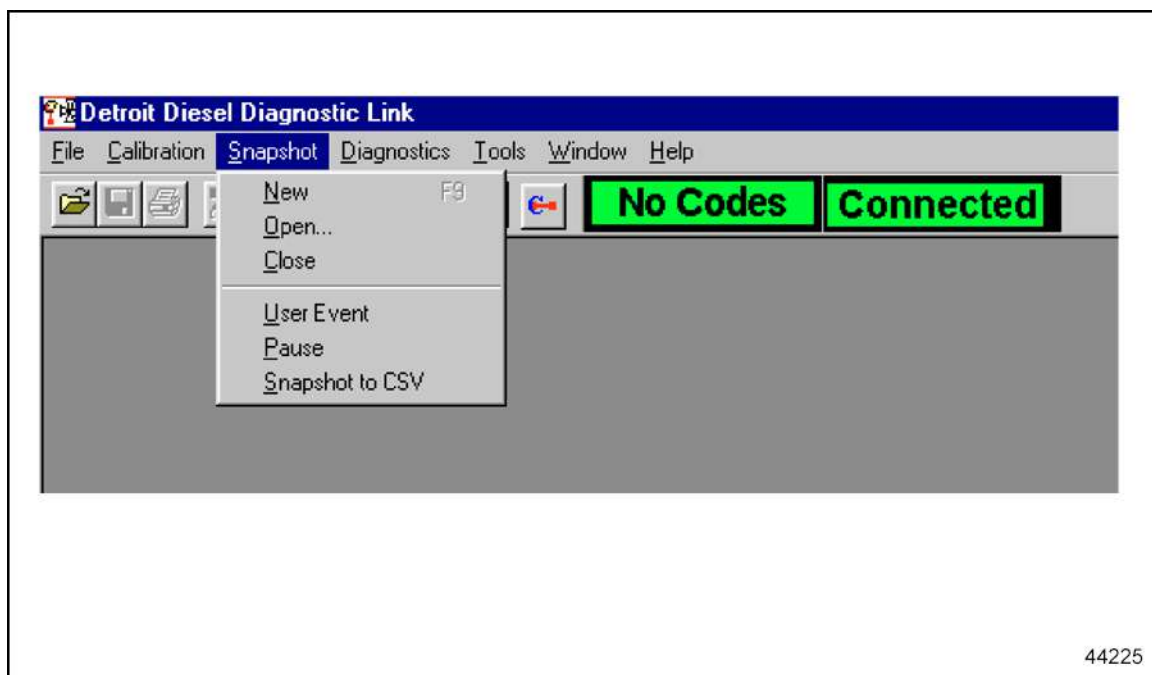 Detroit Diesel Diagnostic Link
File Calibration Snapshot Diagnostics Tools Window Help
No Codes Connected
New F9
Open...
Close
User Event
Pause
Snapshot to CSV
44225